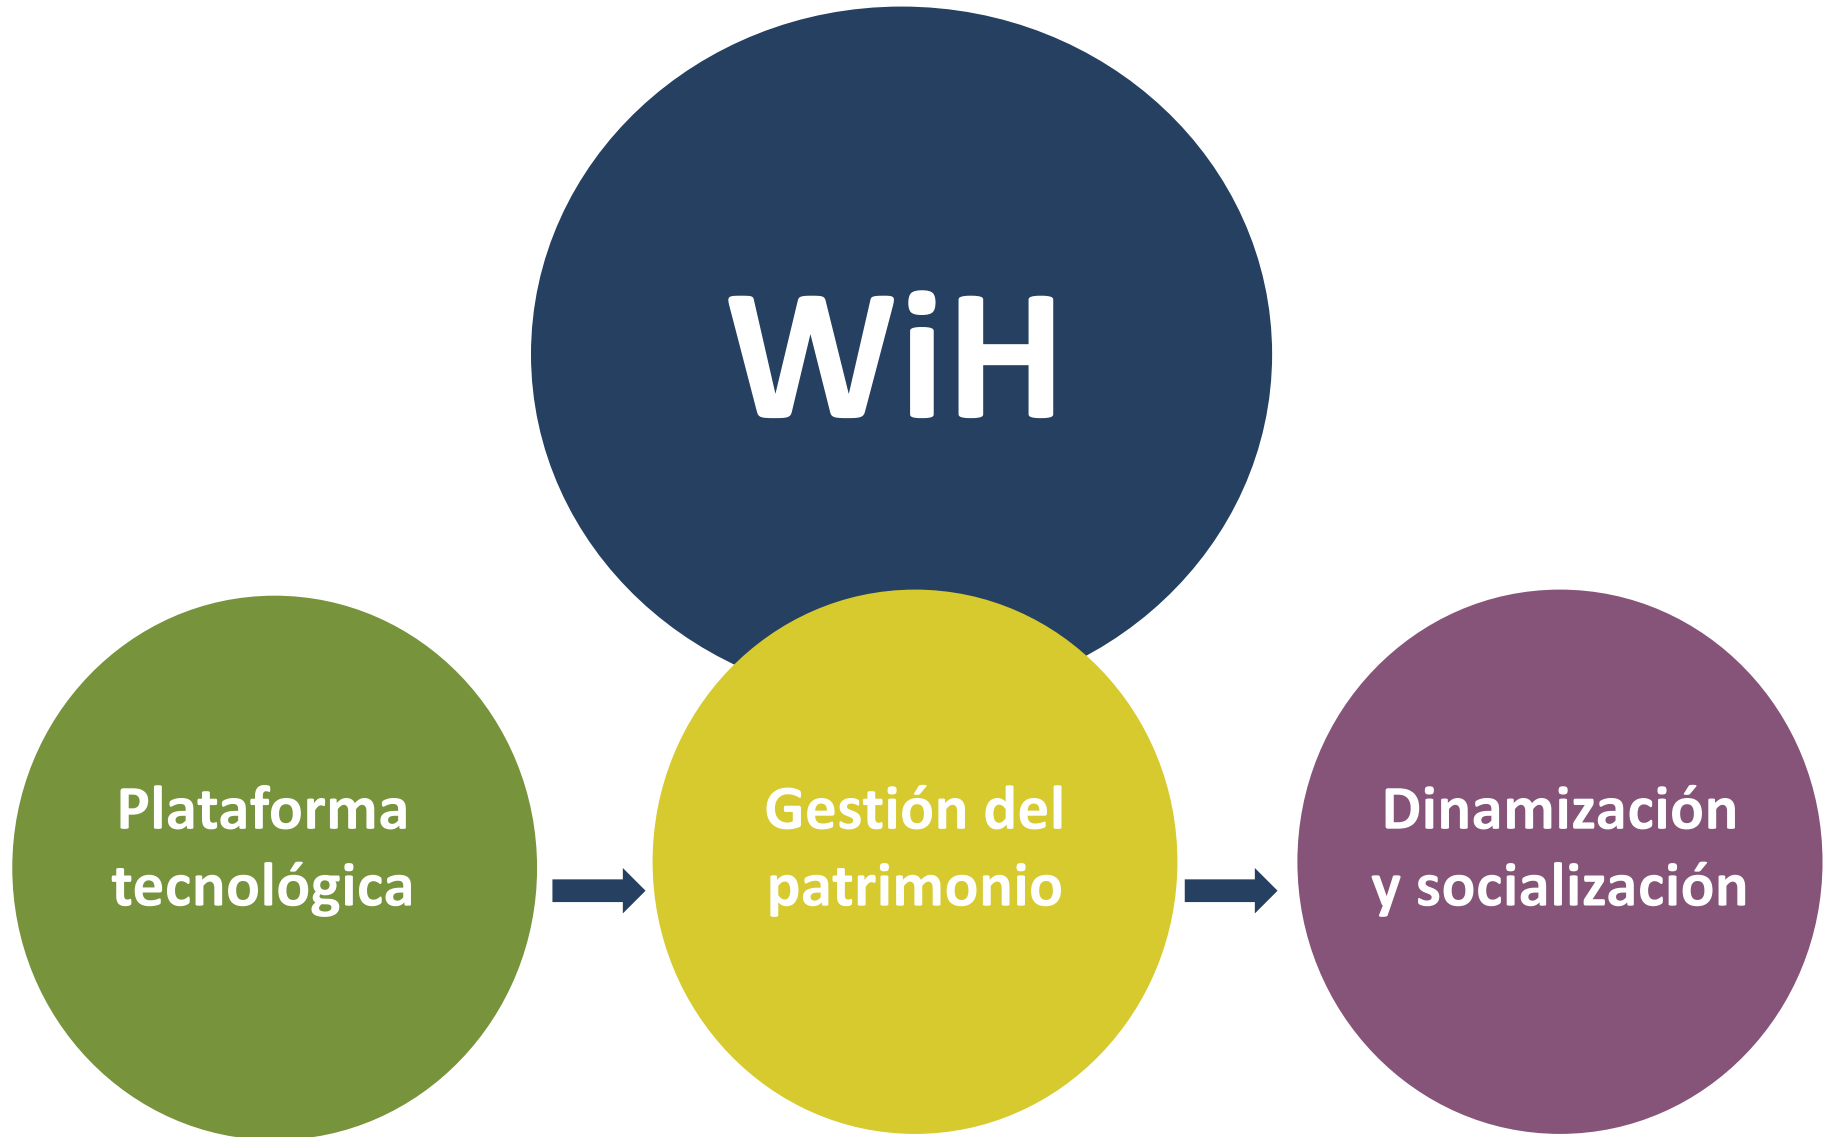 WiH
Plataforma
tecnológica
Gestión del
patrimonio
Dinamización
y socialización